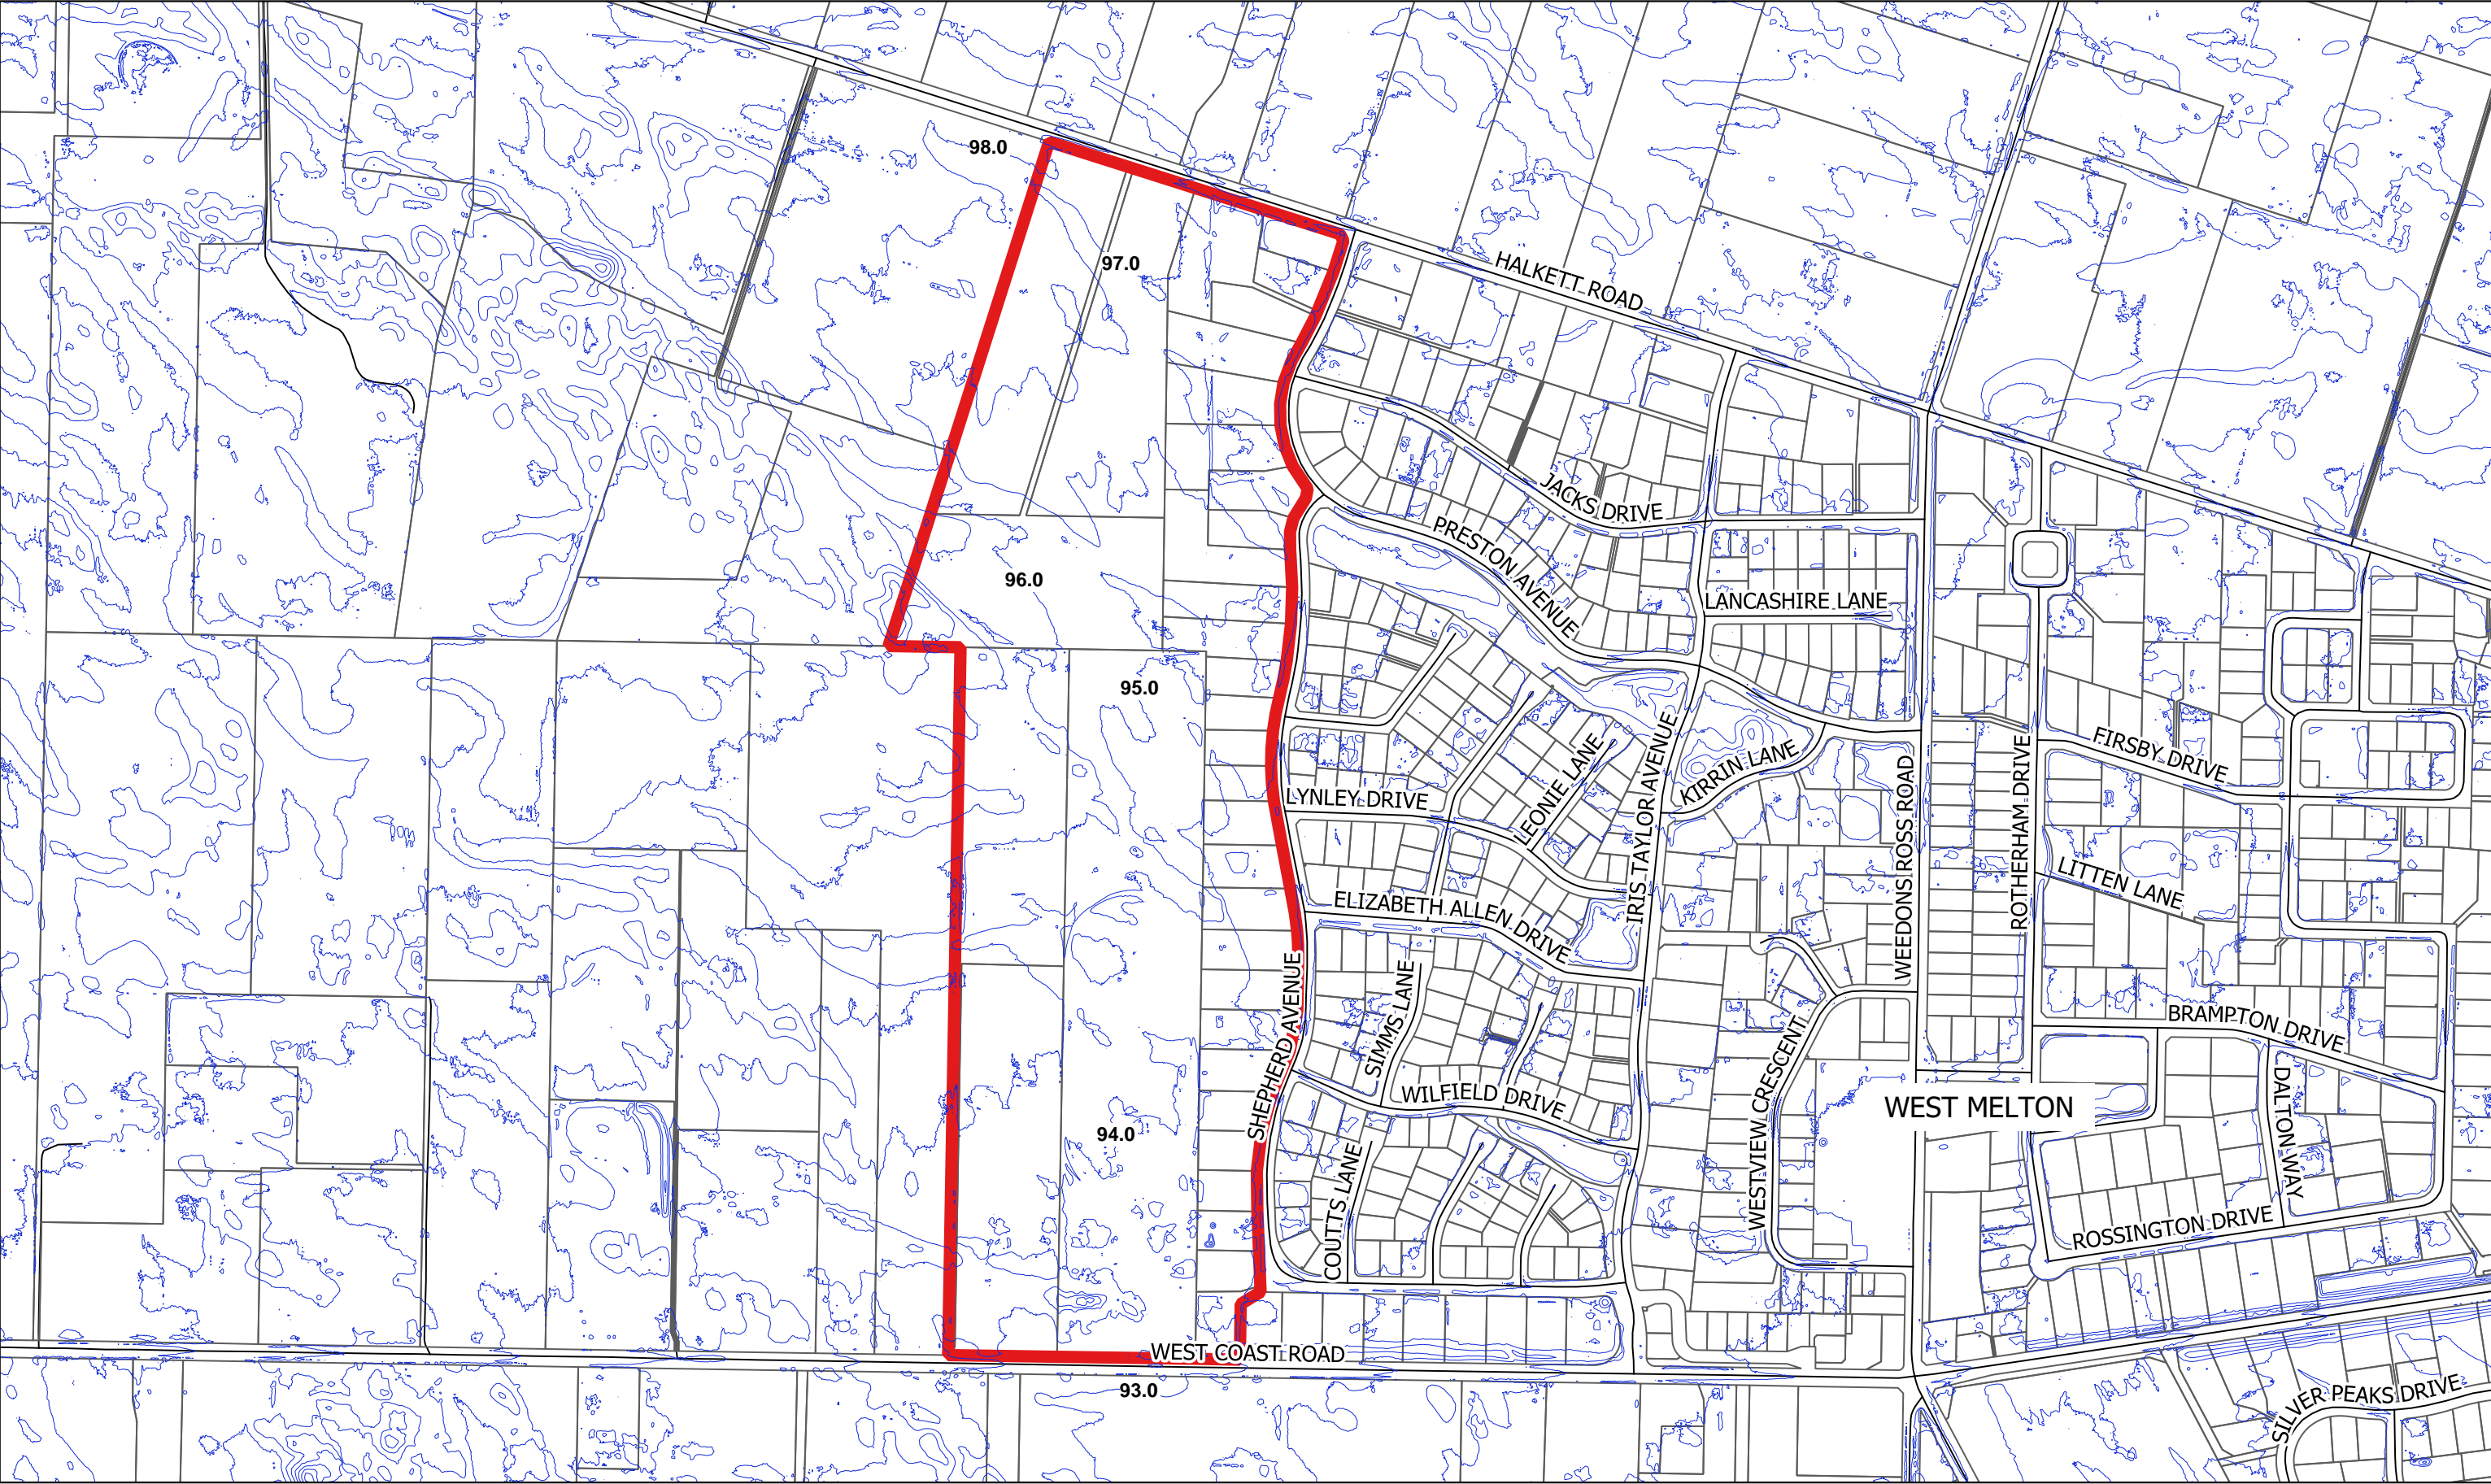 98.0
97.0
HALKETT ROAD
JACKS DRIVE
PRESTON AVENUE
96.0
LANCASHIRE LANE
95.0
FIRSBY DRIVE
LEONIE LANE
KIRRIN LANE
LYNLEY DRIVE
IRIS TAYLOR AVENUE
WEEDONS ROSS ROAD
ROTHERHAM DRIVE
LITTEN LANE
ELIZABETH ALLEN DRIVE
SHEPHERD AVENUE
SIMMS LANE
BRAMPTON DRIVE
WESTVIEW CRESCENT
WILFIELD DRIVE
WEST MELTON
DALTON WAY
94.0
COUTTS LANE
ROSSINGTON DRIVE
WEST COAST ROAD
93.0
SILVER PEAKS DRIVE